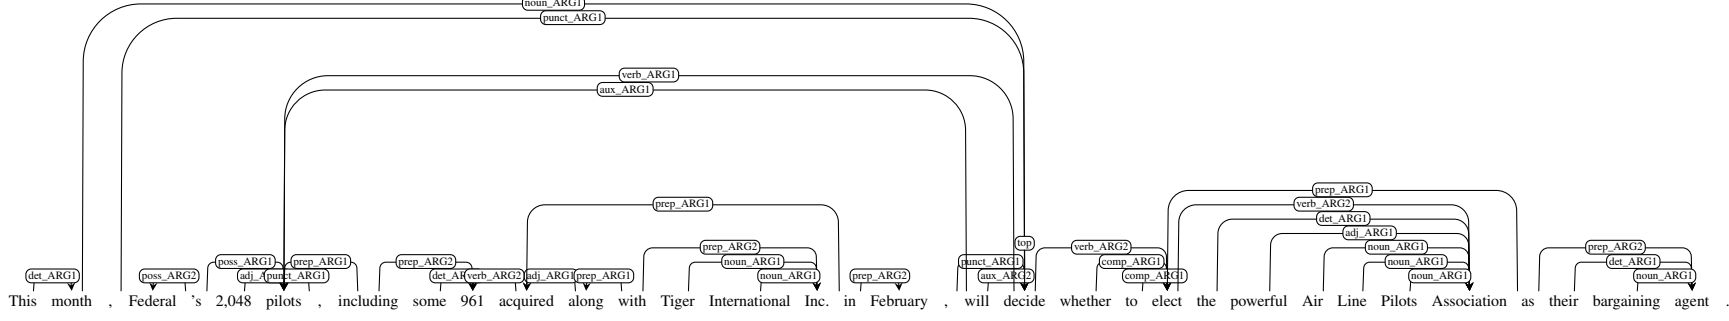 noun_ARG1
punct_ARG1
verb_ARG1
aux_ARG1
prep_ARG1
prep_ARG1 verb_ARG2
det_ARG1
adj_ARG1
top
prep_ARG2 verb_ARG2 noun_ARG1 prep_ARG2
poss_ARG1 prep_ARG1 prep_ARG2 noun_ARG1 punct_ARG1 comp_ARG1 noun_ARG1 det_ARG1
det_ARG1 poss_ARG2 punct_ARG1 verb_ARG2 adj_ARG1 prep_ARG1 noun_ARG1 prep_ARG2 aux_ARG2 comp_ARG1 noun_ARG1 noun_ARG1
This month , Federal 's 2,048 pilots , including some 961 acquired along with Tiger International Inc. in February , will decide whether to elect the powerful Air Line Pilots Association as their bargaining agent .